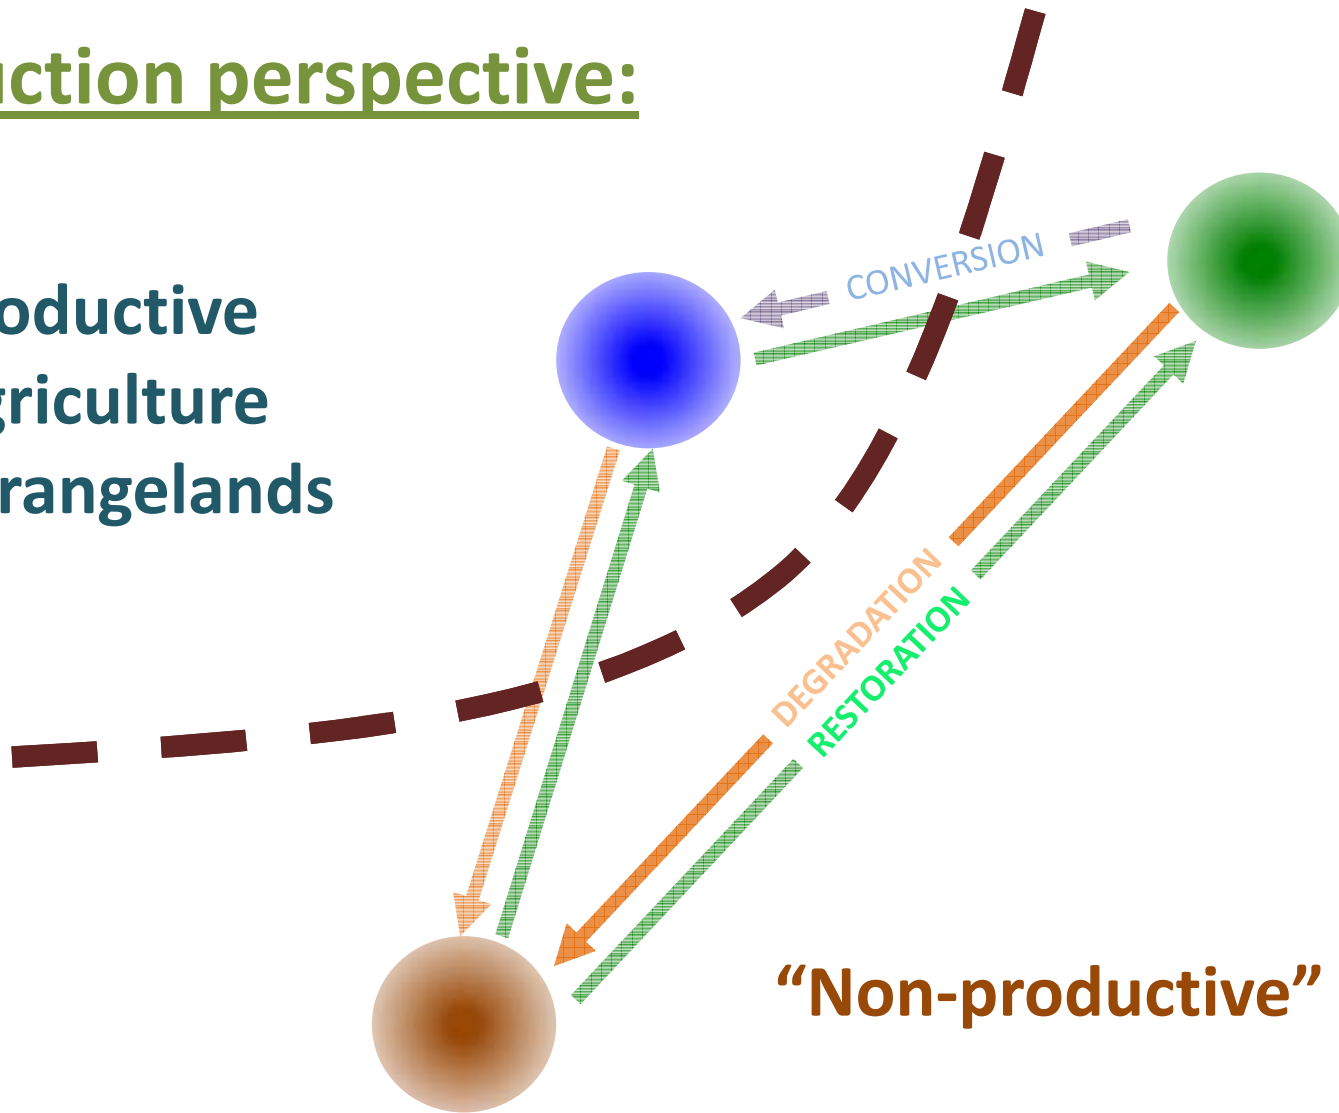 uction perspective:
oductive
CONVERSION
griculture
rangelands
DEGRADATION
RESTORATION
“Non-productive”